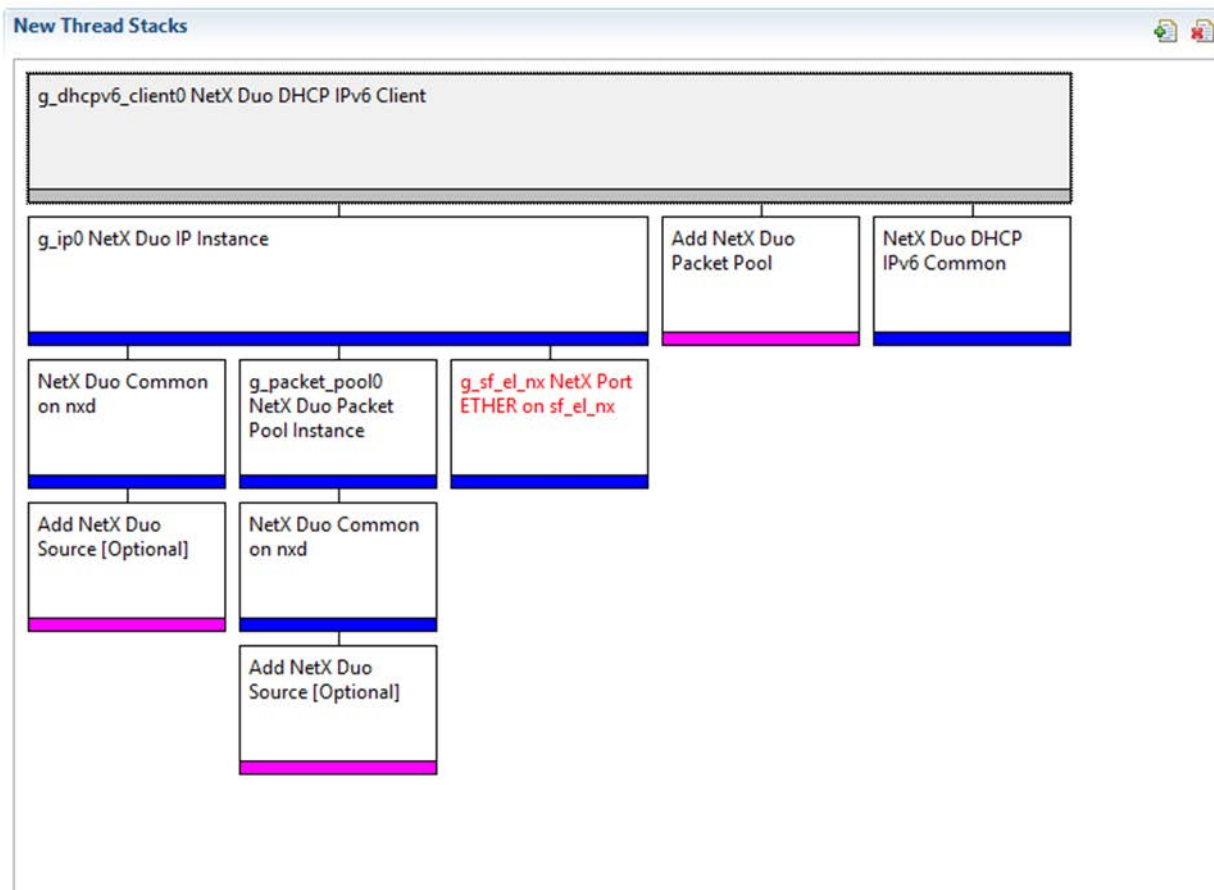 New Thread Stacks
g_dhcpv6_client0 NetX Duo DHCP IPv6 Client
g_ip0 NetX Duo IP Instance
Add NetX Duo
Packet Pool
NetX Duo DHCP
IPv6 Common
NetX Duo Common
on nxd
g_packet_pool0
NetX Duo Packet
Pool Instance
g_sf_el_nx NetX Port
ETHER on sf_el_nx
Add NetX Duo
Source [Optional]
NetX Duo Common
on nxd
Add NetX Duo
Source [Optional]